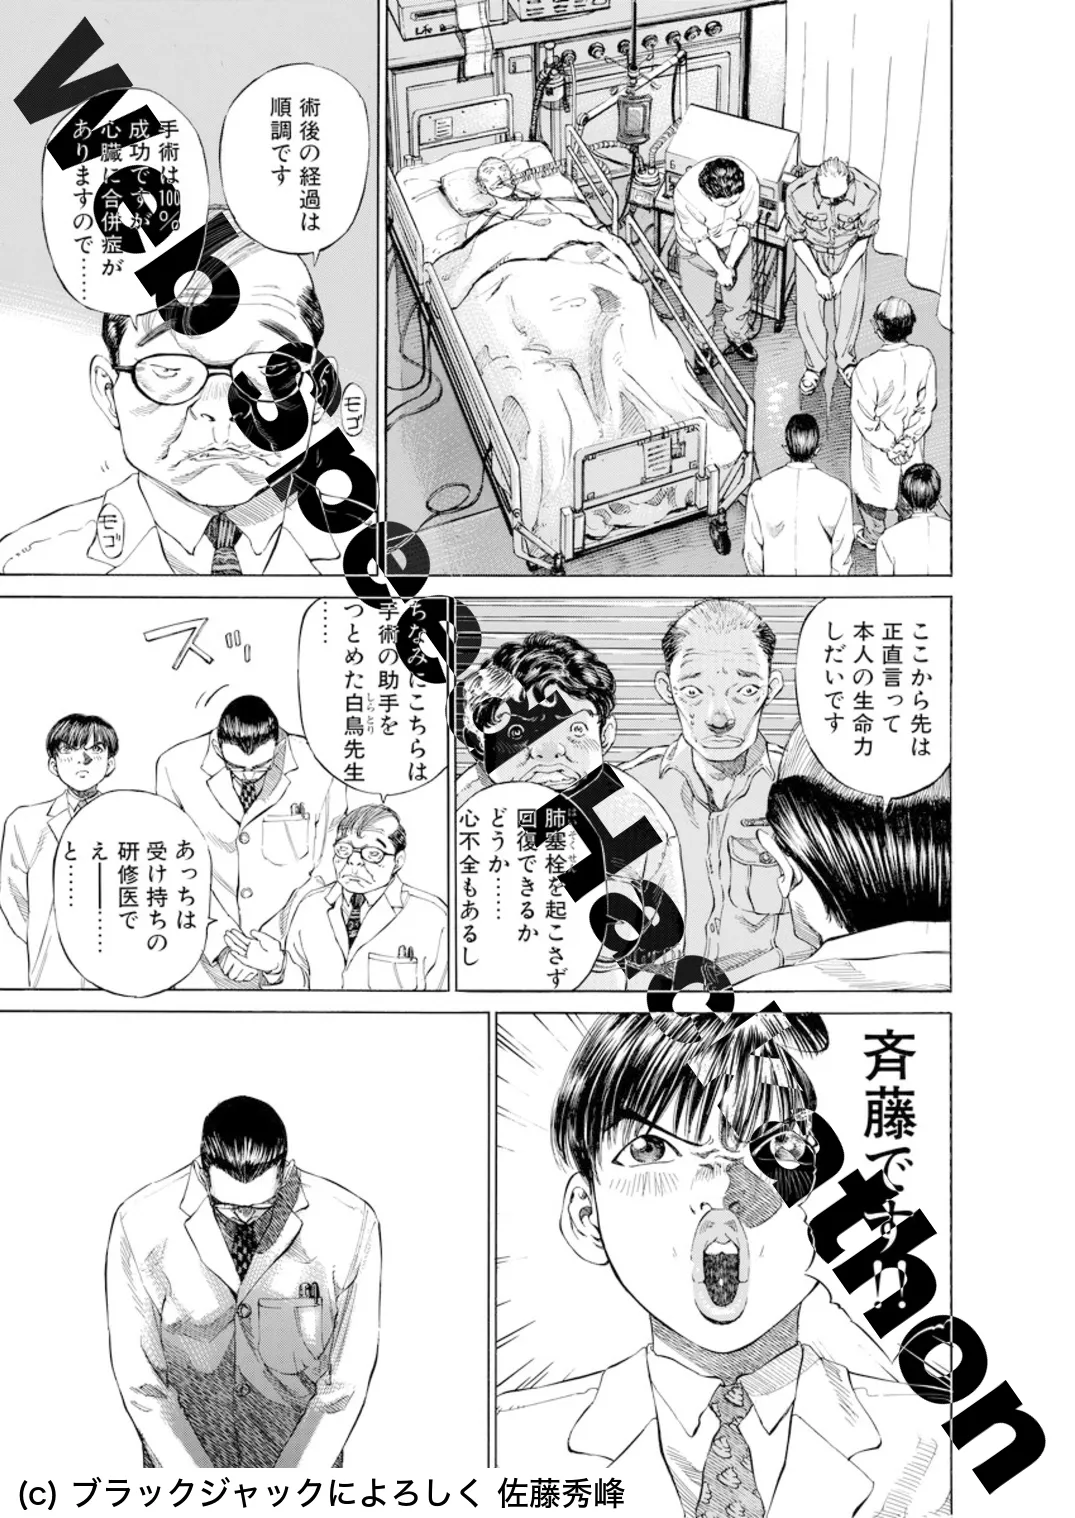 術後の経過は
順調です
手術は100%
成功ですが
心臓に合併症が
ありますので……
モゴ
モゴ
ここから先は
正直言って
本人の生命力
しだいです
肺塞栓を起こさず
回復できるか
どうか……
心不全もあるし
ちなみにこちらは
手術の助手を
つとめた白鳥先生
しらとり
……
ズッ
あっちは
受け持ちの
研修医で
え――……
と……
斉藤です!!
(c) ブラックジャックによろしく 佐藤秀峰